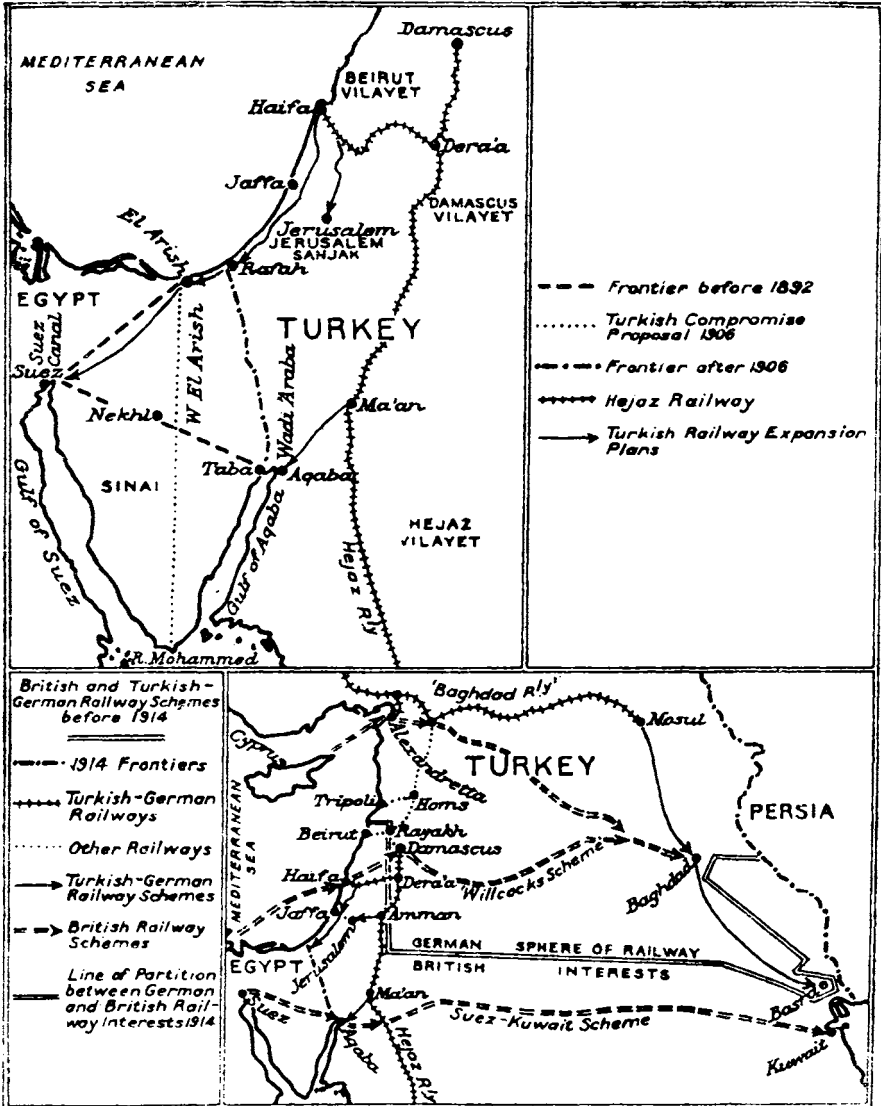 Damascus
MEDITERRANEAN
SEA
BEIRUT
VILAYET
Haifa
Dera'a
Jaffa
DAMASCUS
VILAYET
Jerusalem
JERUSALEM
SANJAK
El Arish
Rafah
EGYPT
TURKEY
Suez
Canal
Suez
W El Arish
Wadi 'Araba
Nekhl
Ma'an
Taba
Aqaba
SINAI
Gulf of Suez
Gulf of Aqaba
HEJAZ
VILAYET
Hejaz Rly
R. Mohammed
Frontier before 1892
Turkish Compromise
Proposal 1906
Frontier after 1906
Hejaz Railway
Turkish Railway Expansion
Plans
British and Turkish-
German Railway Schemes
before 1914
1914 Frontiers
Turkish-German
Railways
Other Railways
Turkish-German
Railway Schemes
British Railway
Schemes
Line of Partition
between German
and British Rail-
way Interests 1914
'Baghdad Rly'
Mosul
Cyprus
Alexandretta
TURKEY
PERSIA
Tripoli
Homs
MEDITERRANEAN
SEA
Beirut
Rayakh
Damascus
Willcocks Scheme
Baghdad
Haifa
Dera'a
Jaffa
Amman
Jerusalem
EGYPT
GERMAN SPHERE OF RAILWAY
BRITISH INTERESTS
Basra
Suez
Ma'an
Suez-Kuwait Scheme
Aqaba
Hejaz Rly
Kuwait